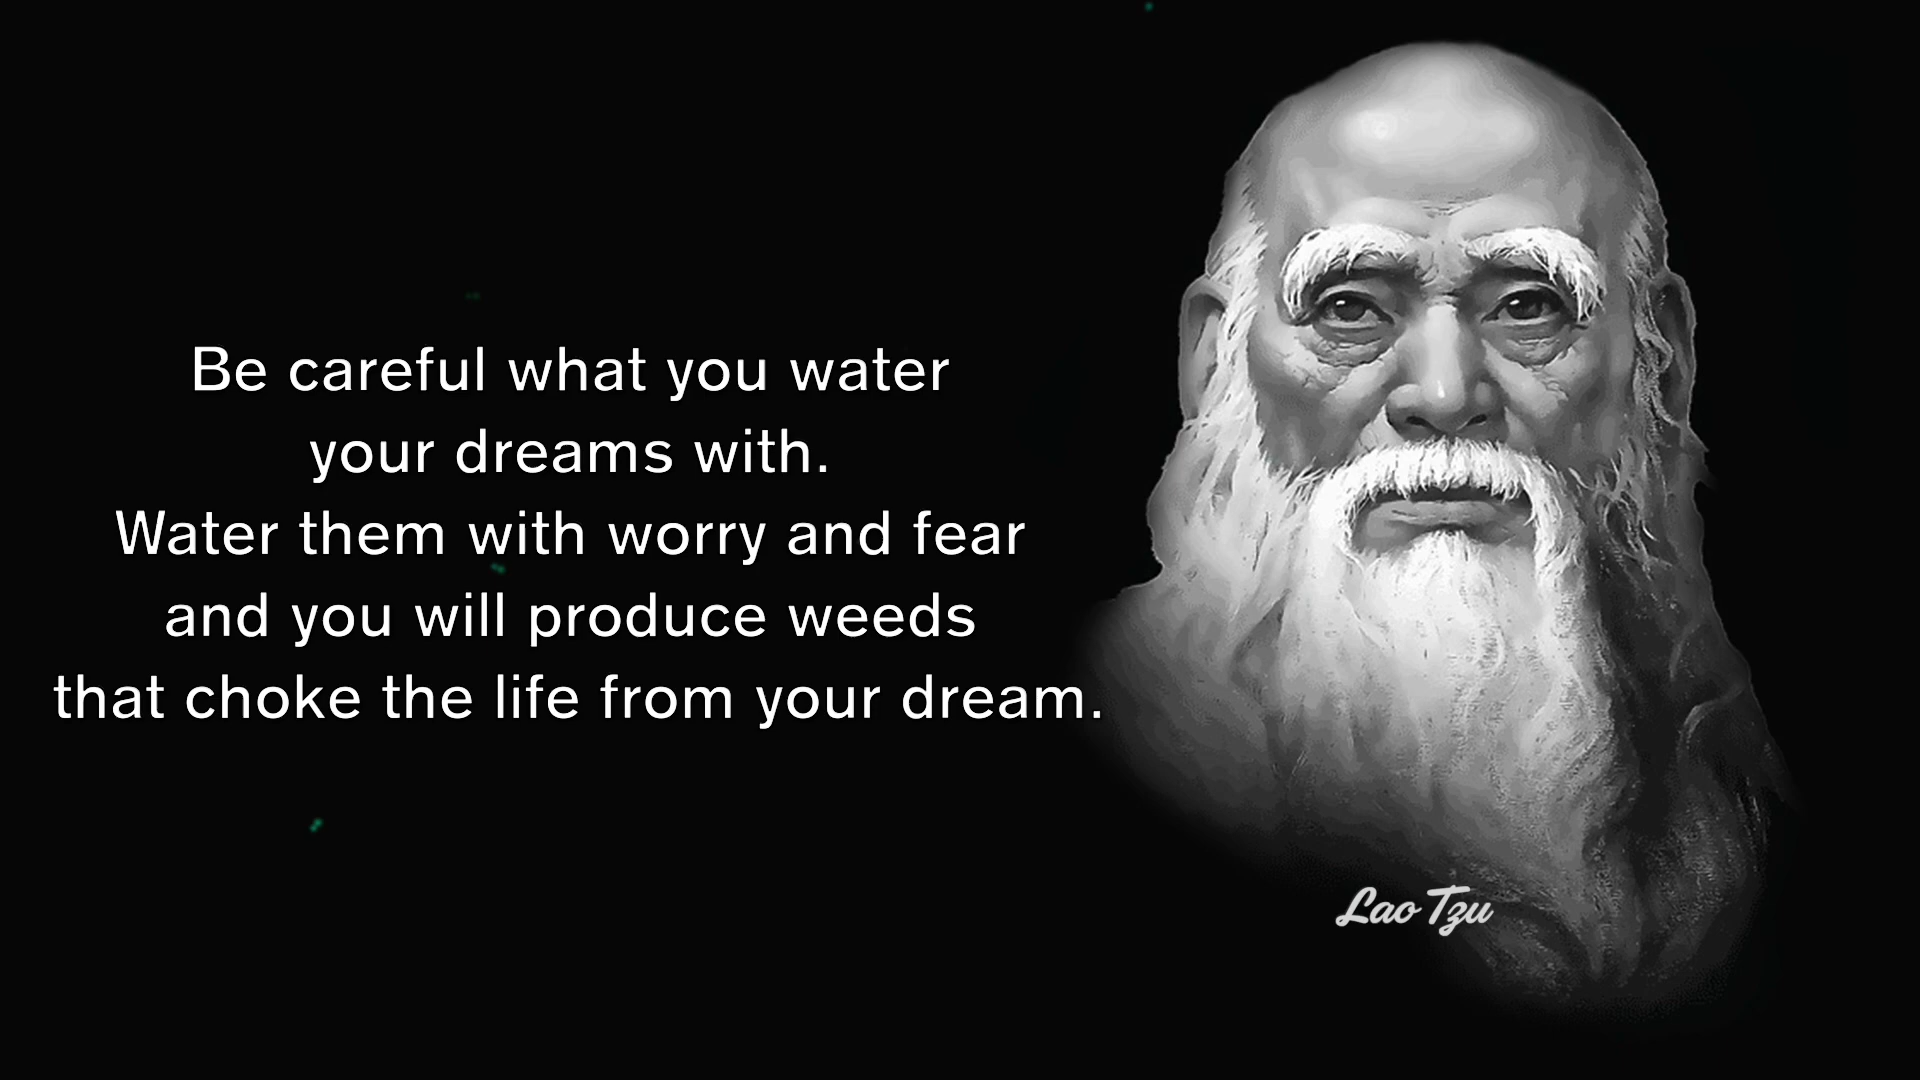 Be careful what you water
your dreams with.
Water them with worry and fear
and you will produce weeds
that choke the life from your dream.
Lao Tzu